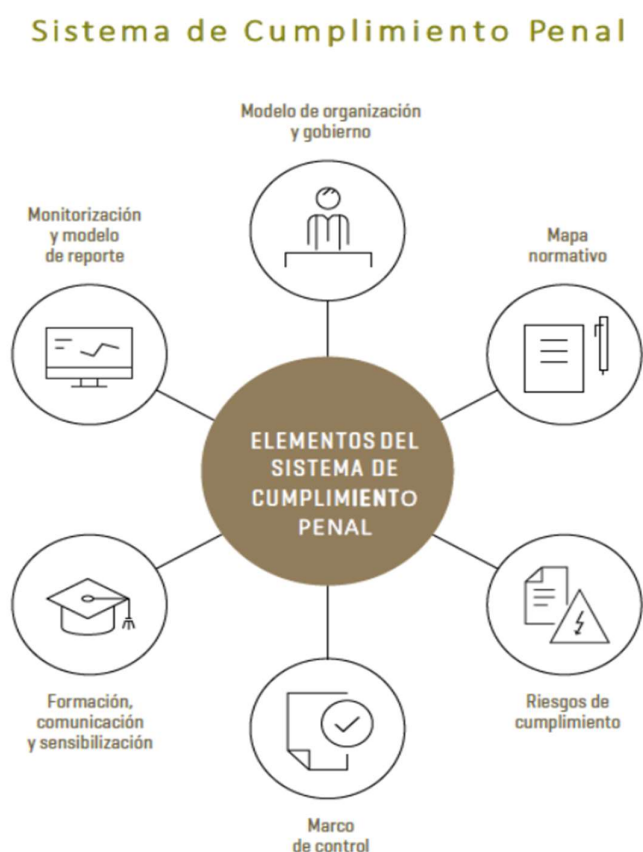 Sistema de Cumplimiento Penal
Modelo de organización
y gobierno
Monitorización
y modelo
de reporte
Mapa
normativo
ELEMENTOS DEL
SISTEMA DE
CUMPLIMIENTO
PENAL
Formación,
comunicación
y sensibilización
Riesgos de
cumplimiento
Marco
de control